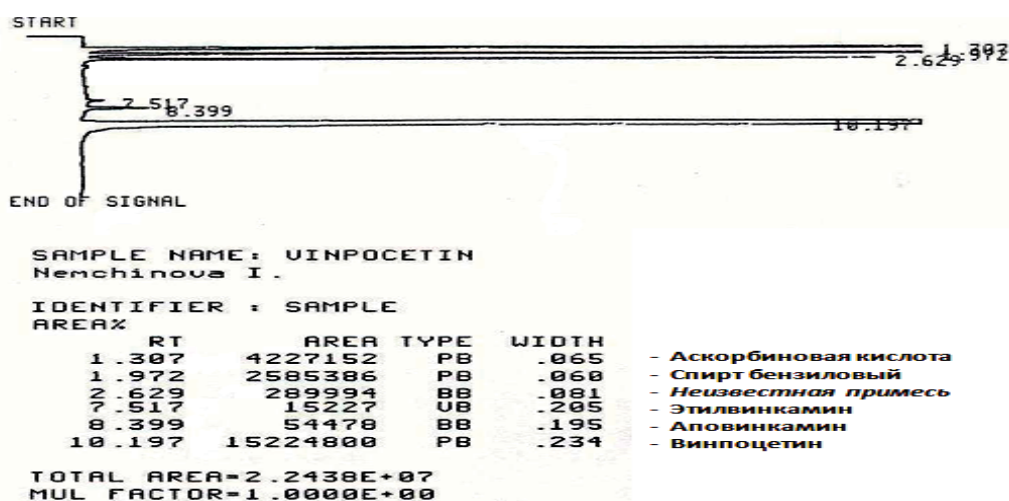 START
1.307
1.972
2.629
7.517
8.399
10.197
END OF SIGNAL
SAMPLE NAME: VINPOCETIN
Nemchinova I.
IDENTIFIER : SAMPLE
AREA%
RT AREA TYPE WIDTH
1.307 4227152 PB .065 - Аскорбиновая кислота
1.972 2585386 PB .060 - Спирт бензиловый
2.629 289994 BB .081 - Неизвестная примесь
7.517 15227 VB .205 - Этилвинкамин
8.399 54478 BB .195 - Аповинкамин
10.197 15224800 PB .234 - Винпоцетин
TOTAL AREA=2.2438E+07
MUL FACTOR=1.0000E+00